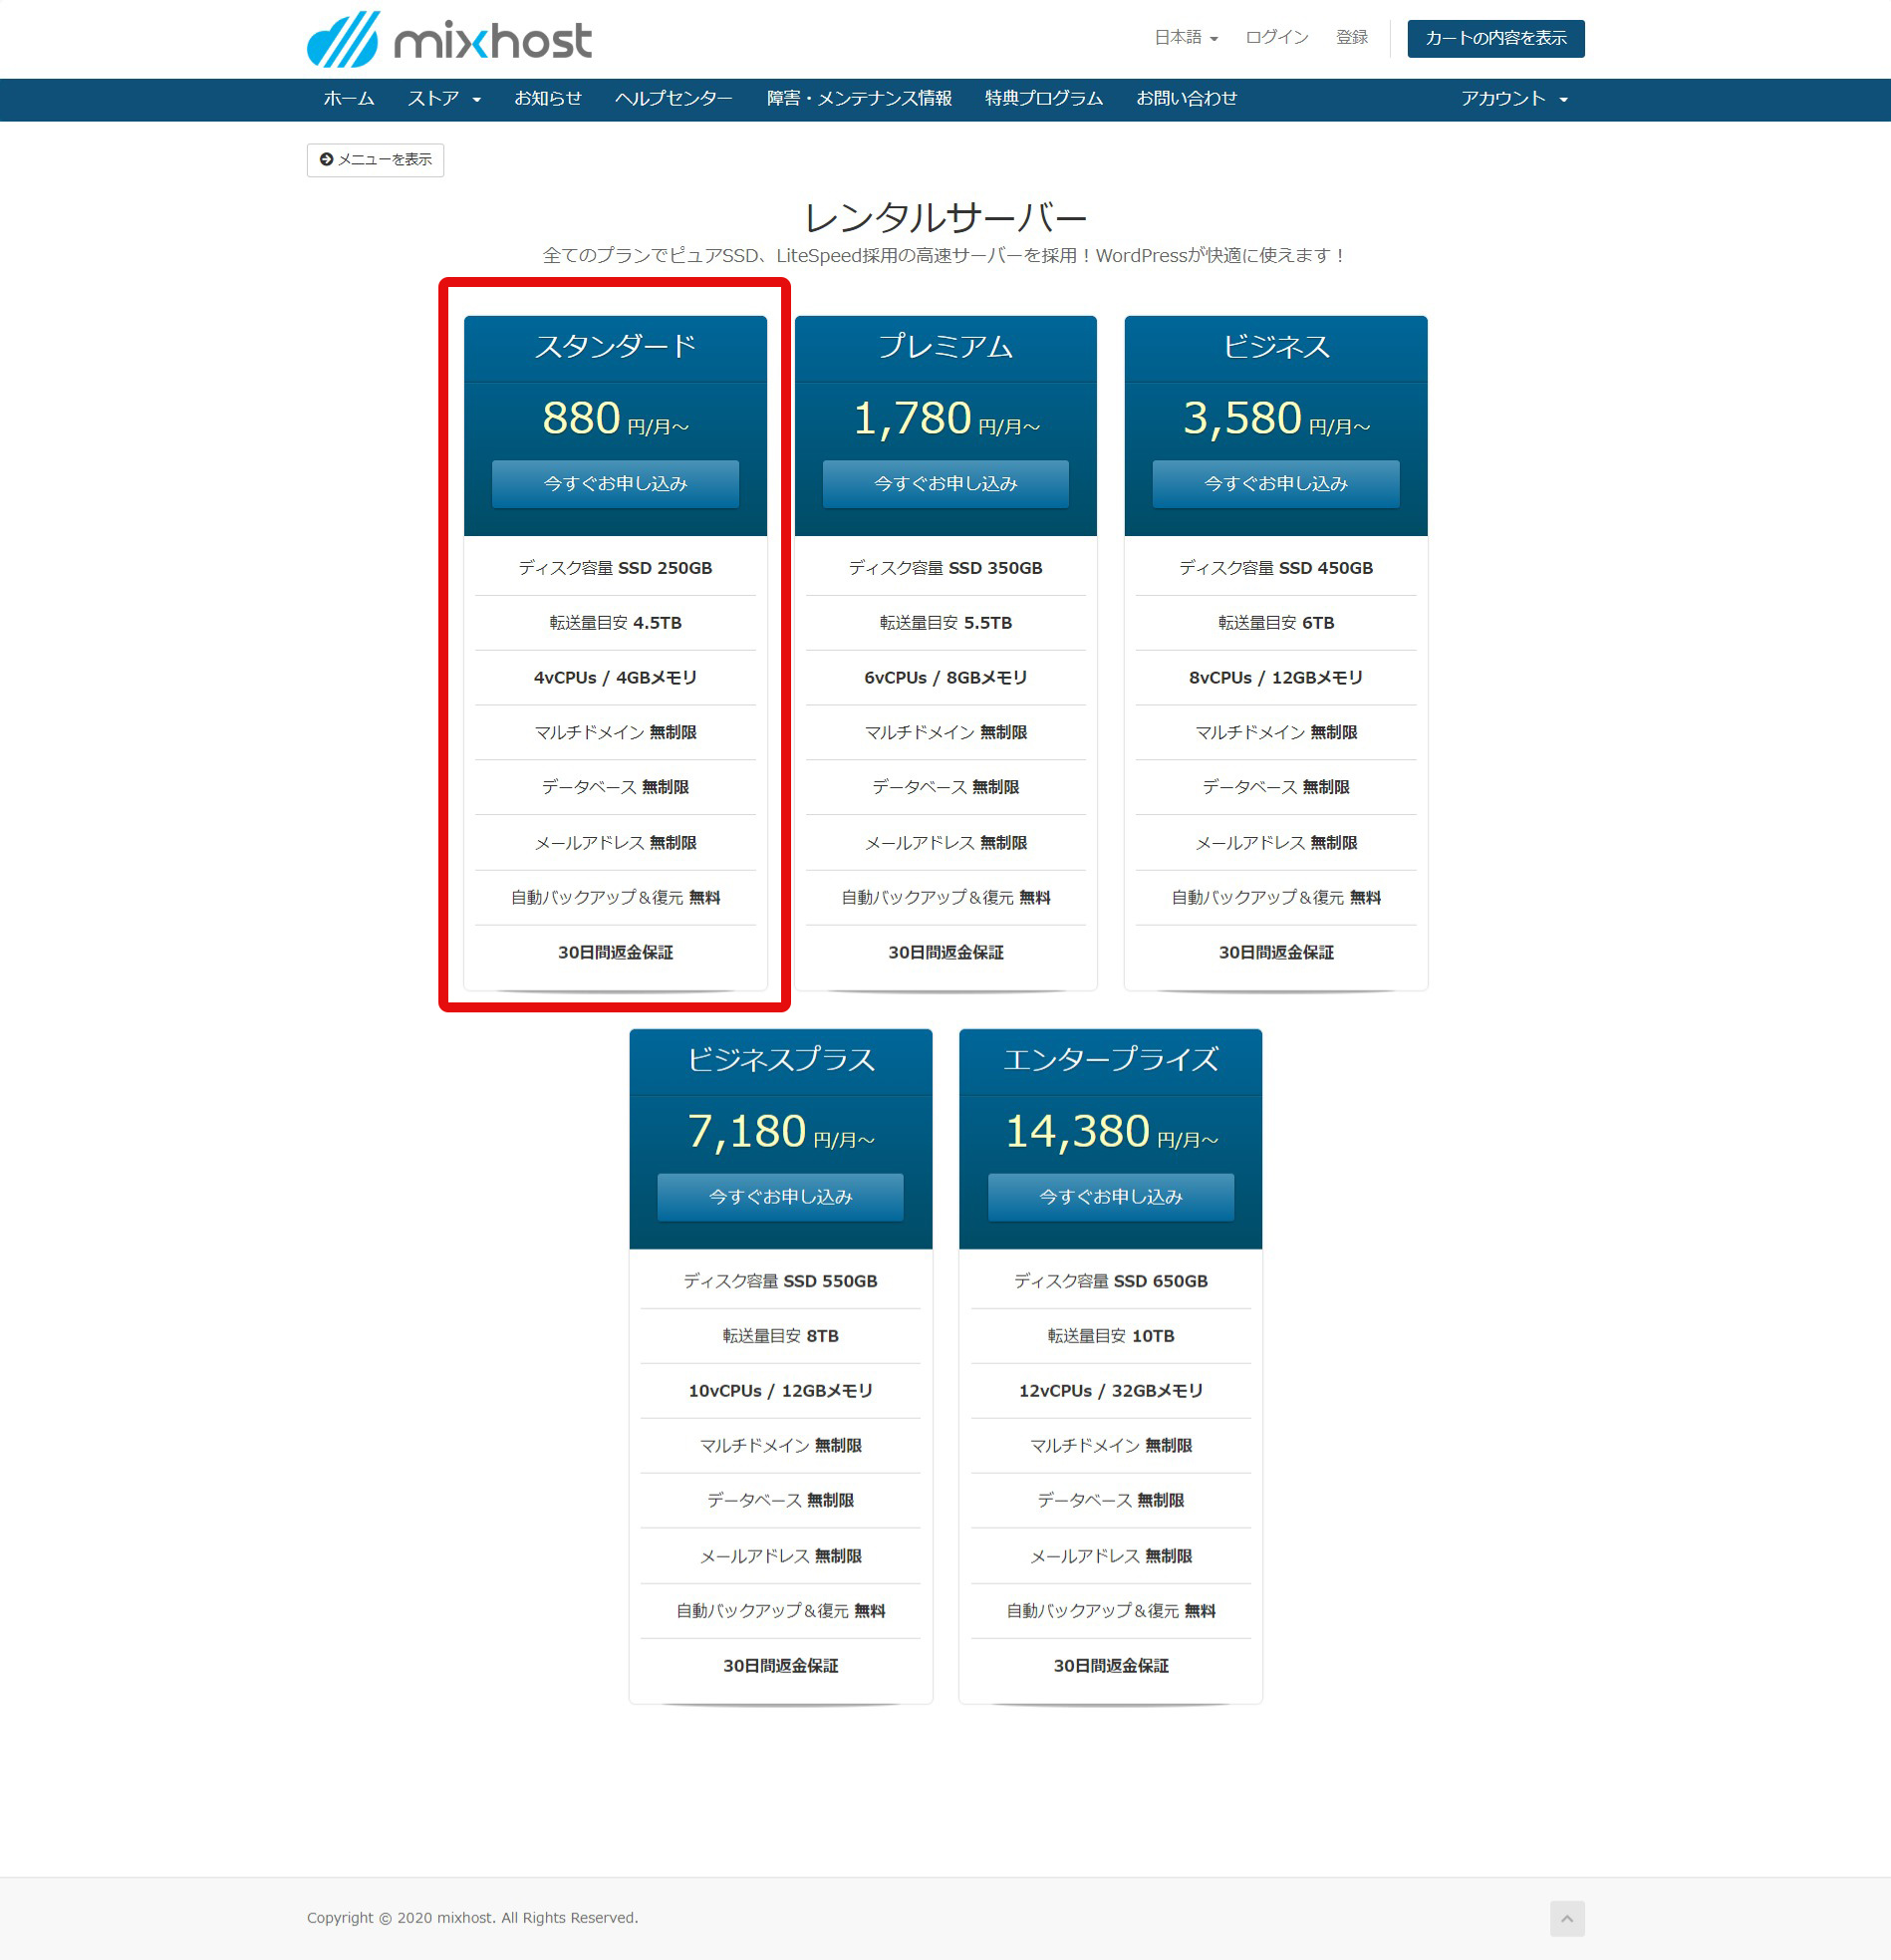 mixhost
日本語 ログイン 登録 カートの内容を表示
ホーム ストア お知らせ ヘルプセンター 障害・メンテナンス情報 特典プログラム お問い合わせ アカウント
メニューを表示
レンタルサーバー
全てのプランでピュアSSD、LiteSpeed採用の高速サーバーを採用！WordPressが快適に使えます！
スタンダード
880 円/月～
今すぐお申し込み
ディスク容量 SSD 250GB
転送量目安 4.5TB
4vCPUs / 4GBメモリ
マルチドメイン 無制限
データベース 無制限
メールアドレス 無制限
自動バックアップ＆復元 無料
30日間返金保証
プレミアム
1,780 円/月～
今すぐお申し込み
ディスク容量 SSD 350GB
転送量目安 5.5TB
6vCPUs / 8GBメモリ
マルチドメイン 無制限
データベース 無制限
メールアドレス 無制限
自動バックアップ＆復元 無料
30日間返金保証
ビジネス
3,580 円/月～
今すぐお申し込み
ディスク容量 SSD 450GB
転送量目安 6TB
8vCPUs / 12GBメモリ
マルチドメイン 無制限
データベース 無制限
メールアドレス 無制限
自動バックアップ＆復元 無料
30日間返金保証
ビジネスプラス
7,180 円/月～
今すぐお申し込み
ディスク容量 SSD 550GB
転送量目安 8TB
10vCPUs / 12GBメモリ
マルチドメイン 無制限
データベース 無制限
メールアドレス 無制限
自動バックアップ＆復元 無料
30日間返金保証
エンタープライズ
14,380 円/月～
今すぐお申し込み
ディスク容量 SSD 650GB
転送量目安 10TB
12vCPUs / 32GBメモリ
マルチドメイン 無制限
データベース 無制限
メールアドレス 無制限
自動バックアップ＆復元 無料
30日間返金保証
Copyright © 2020 mixhost. All Rights Reserved.